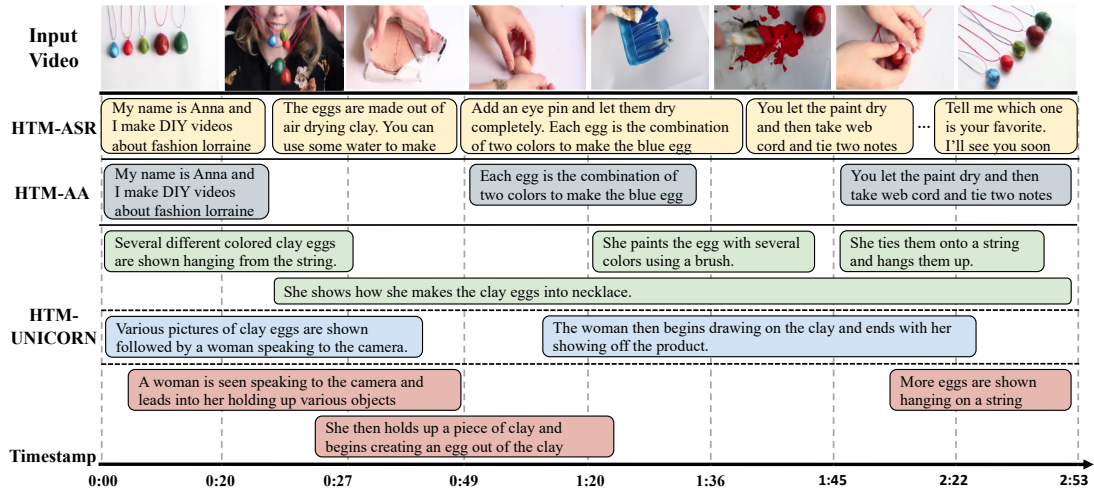 Input
Video
HTM-ASR
My name is Anna and
I make DIY videos
about fashion lorraine
The eggs are made out of
air drying clay. You can
use some water to make
Add an eye pin and let them dry
completely. Each egg is the combination
of two colors to make the blue egg
You let the paint dry
and then take web
cord and tie two notes
...
Tell me which one
is your favorite.
I'll see you soon
HTM-AA
My name is Anna and
I make DIY videos
about fashion lorraine
Each egg is the combination of
two colors to make the blue egg
You let the paint dry and then
take web cord and tie two notes
HTM-
UNICORN
Several different colored clay eggs
are shown hanging from the string.
She paints the egg with several
colors using a brush.
She ties them onto a string
and hangs them up.
She shows how she makes the clay eggs into necklace.
Various pictures of clay eggs are shown
followed by a woman speaking to the camera.
The woman then begins drawing on the clay and ends with her
showing off the product.
A woman is seen speaking to the camera and
leads into her holding up various objects
More eggs are shown
hanging on a string
She then holds up a piece of clay and
begins creating an egg out of the clay
Timestamp
0:00 0:20 0:27 0:49 1:20 1:36 1:45 2:22 2:53